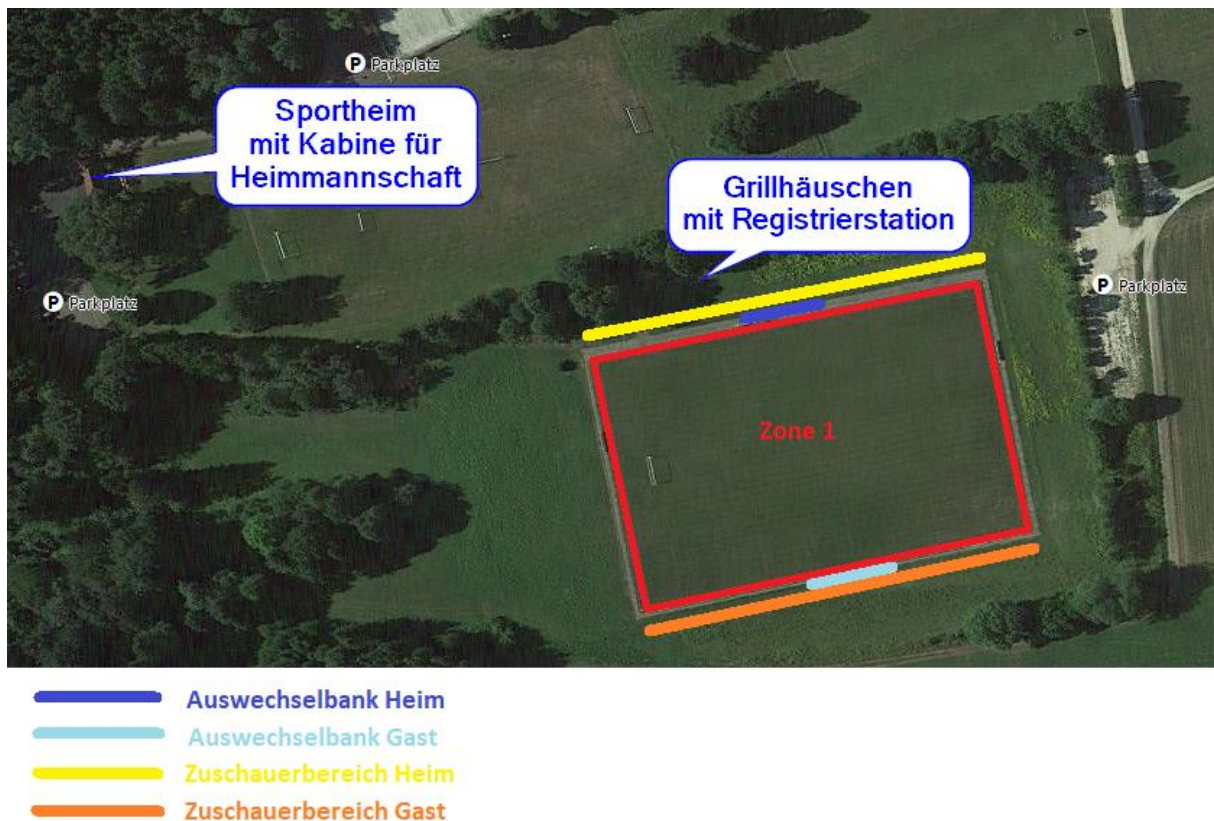 Parkplatz
Sportheim
mit Kabine für
Heimmannschaft
Grillhäuschen
mit Registrierstation
Parkplatz
Parkplatz
Zone 1
Auswechselbank Heim
Auswechselbank Gast
Zuschauerbereich Heim
Zuschauerbereich Gast